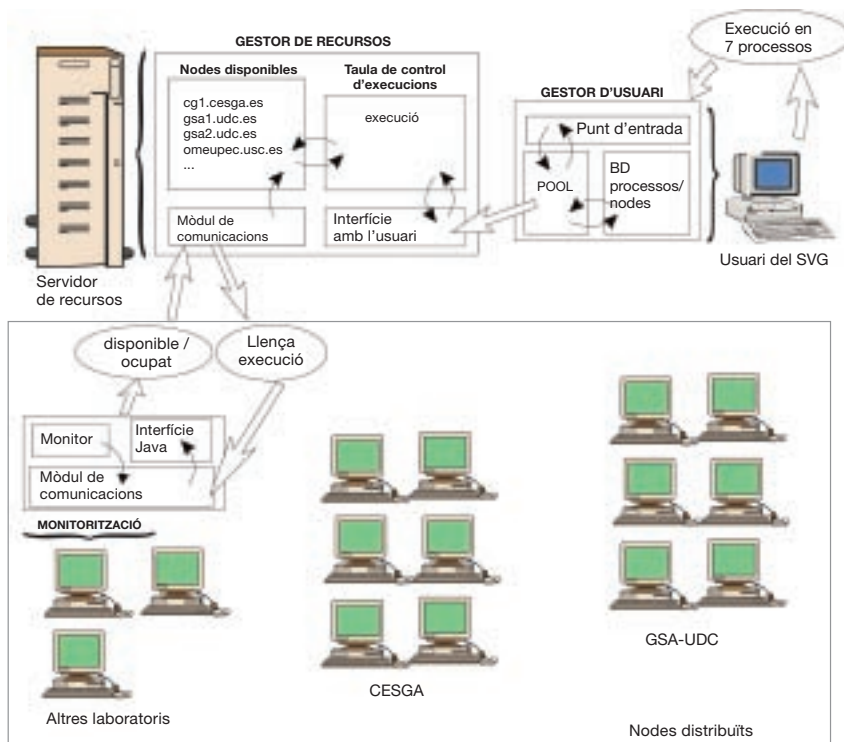 GESTOR DE RECURSOS
Nodes disponibles
cg1.cesga.es
gsa1.udc.es
gsa2.udc.es
omeupec.usc.es
...
Taula de control
d'execucions
execució
Mòdul de
comunicacions
Interfície
amb l'usuari
Servidor
de recursos
GESTOR D'USUARI
Punt d'entrada
POOL
BD
processos/
nodes
Execució en
7 processos
Usuari del SVG
disponible /
ocupat
Llença
execució
Monitor
Interfície
Java
Mòdul de
comunicacions
MONITORITZACIÓ
Altres laboratoris
CESGA
GSA-UDC
Nodes distribuïts